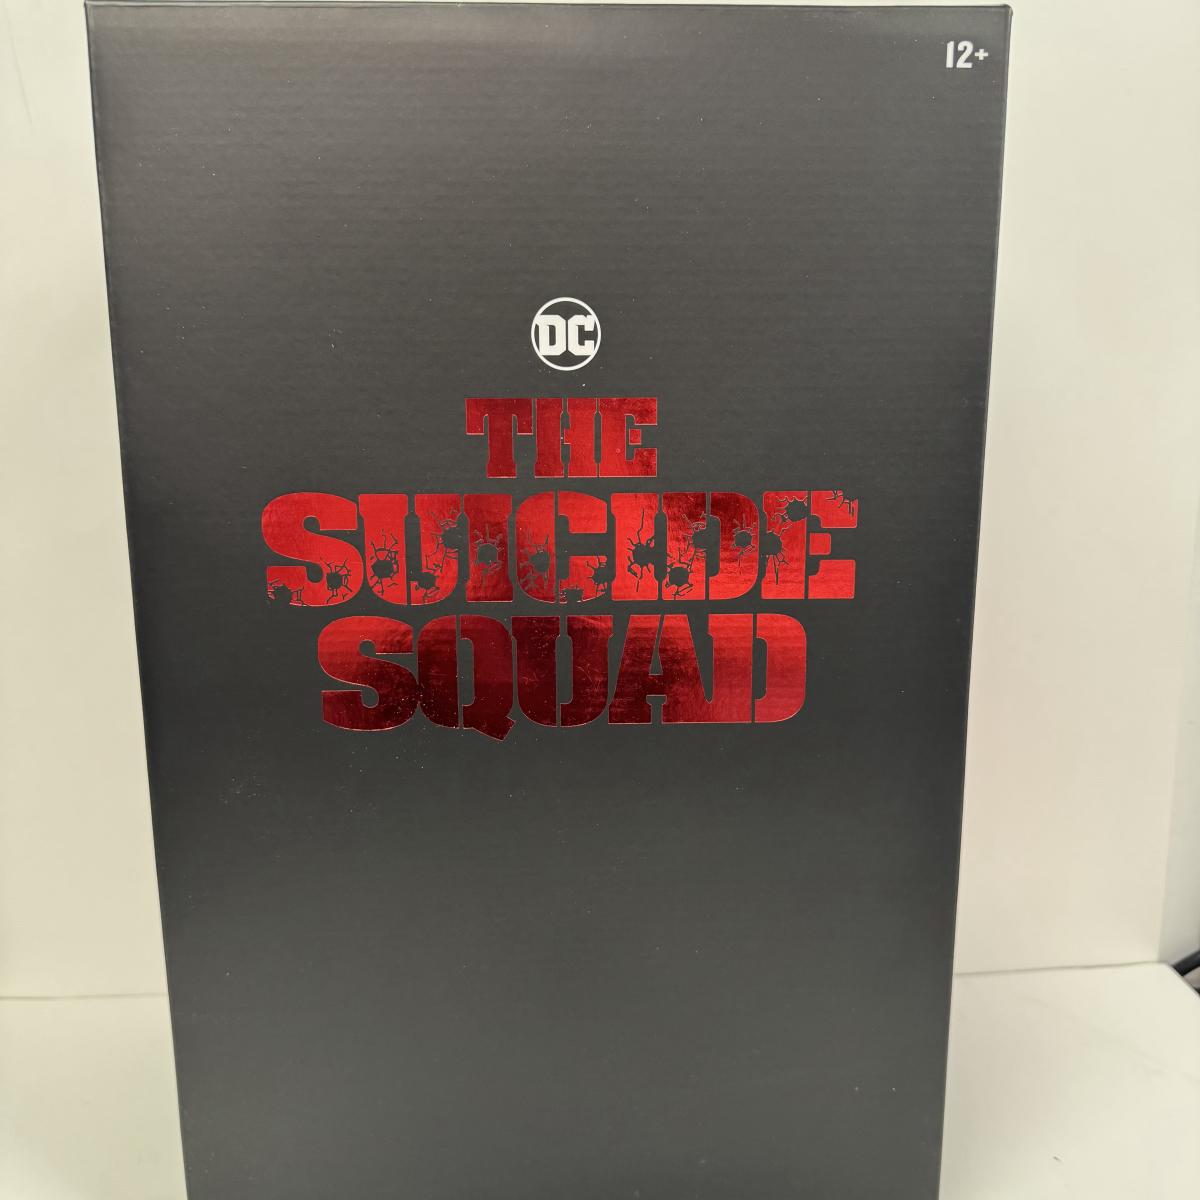 12+
DC
THE
SUICIDE
SQUAD